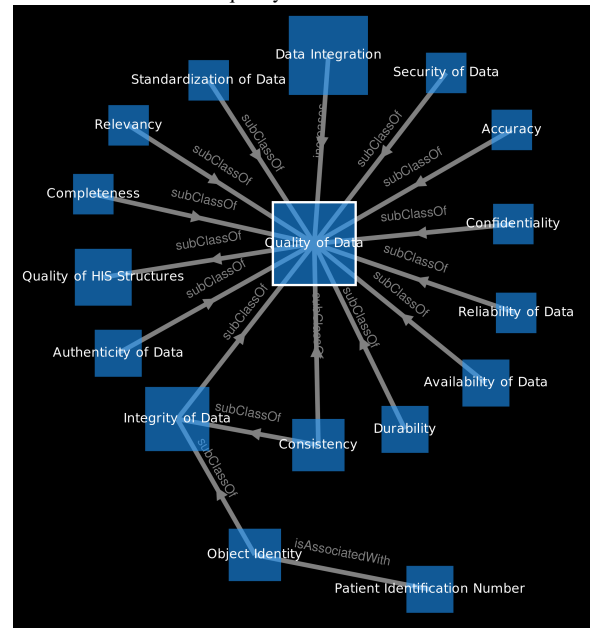 Data Integration
Standardization of Data
Security of Data
increases
subClassOf
subClassOf
Relevancy
Accuracy
subClassOf
subClassOf
Completeness
subClassOf
subClassOf
Confidentiality
Quality of Data
subClassOf
subClassOf
Quality of HIS Structures
subClassOf
subClassOf
Reliability of Data
subClassOf
subClassOf
subClassOf
Authenticity of Data
Availability of Data
Integrity of Data
subClassOf
Consistency
Durability
subClassOf
Object Identity
isAssociatedWith
Patient Identification Number